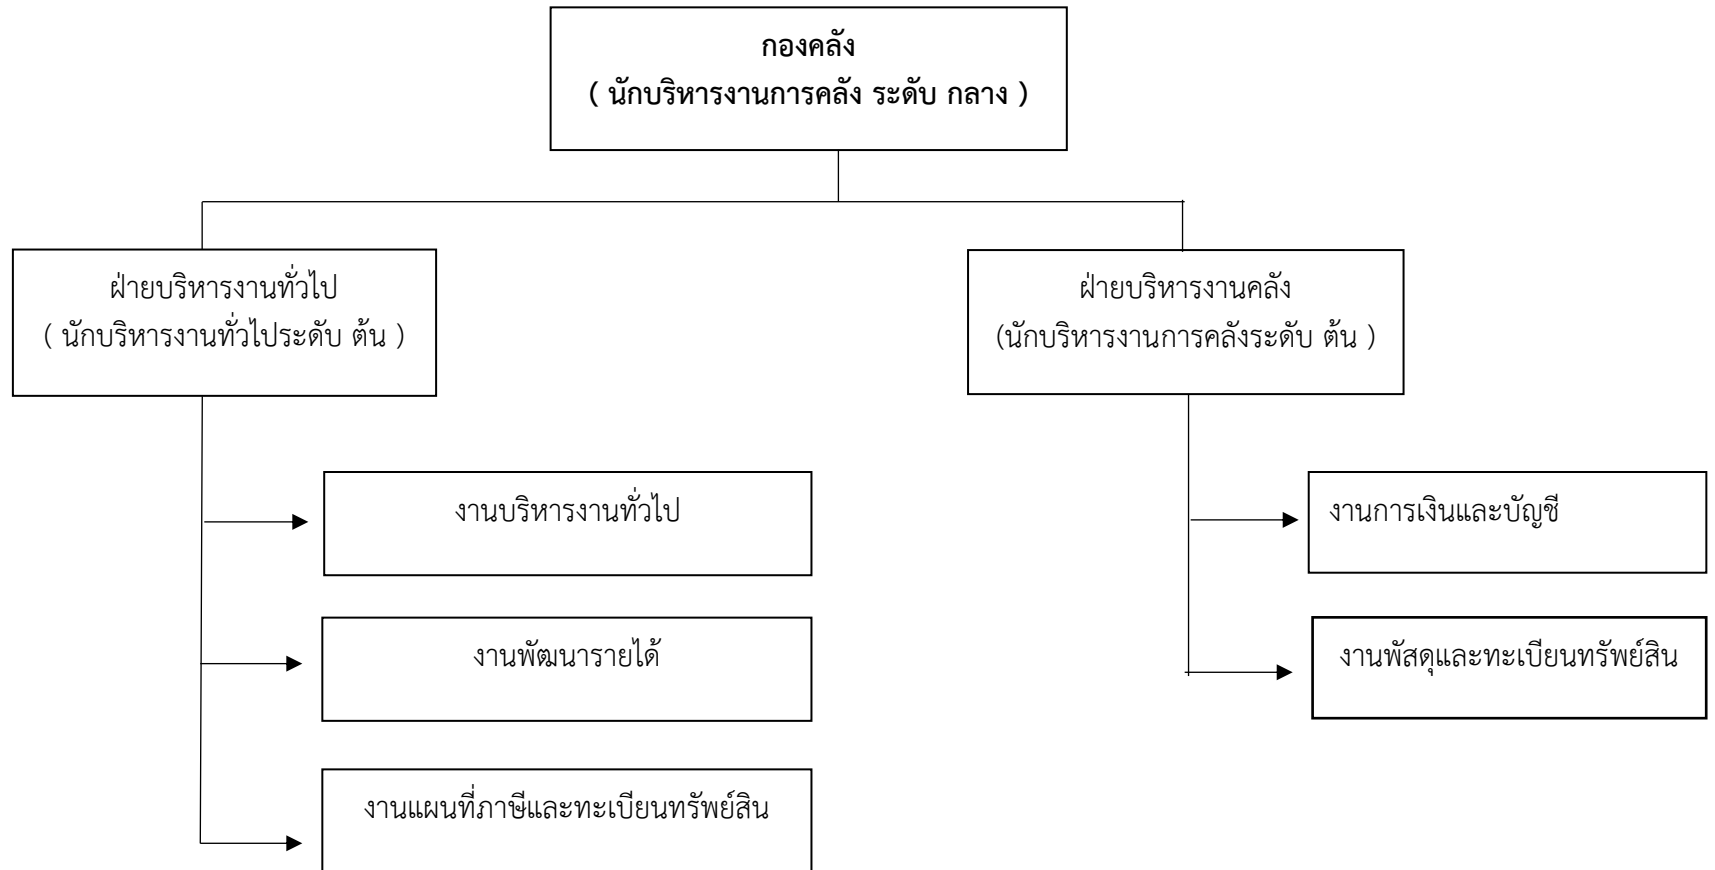 กองคลัง
( นักบริหารงานการคลัง ระดับ กลาง )
ฝ่ายบริหารงานทั่วไป
( นักบริหารงานทั่วไประดับ ต้น )
ฝ่ายบริหารงานคลัง
(นักบริหารงานการคลังระดับ ต้น )
งานบริหารงานทั่วไป
งานการเงินและบัญชี
งานพัฒนารายได้
งานพัสดุและทะเบียนทรัพย์สิน
งานแผนที่ภาษีและทะเบียนทรัพย์สิน